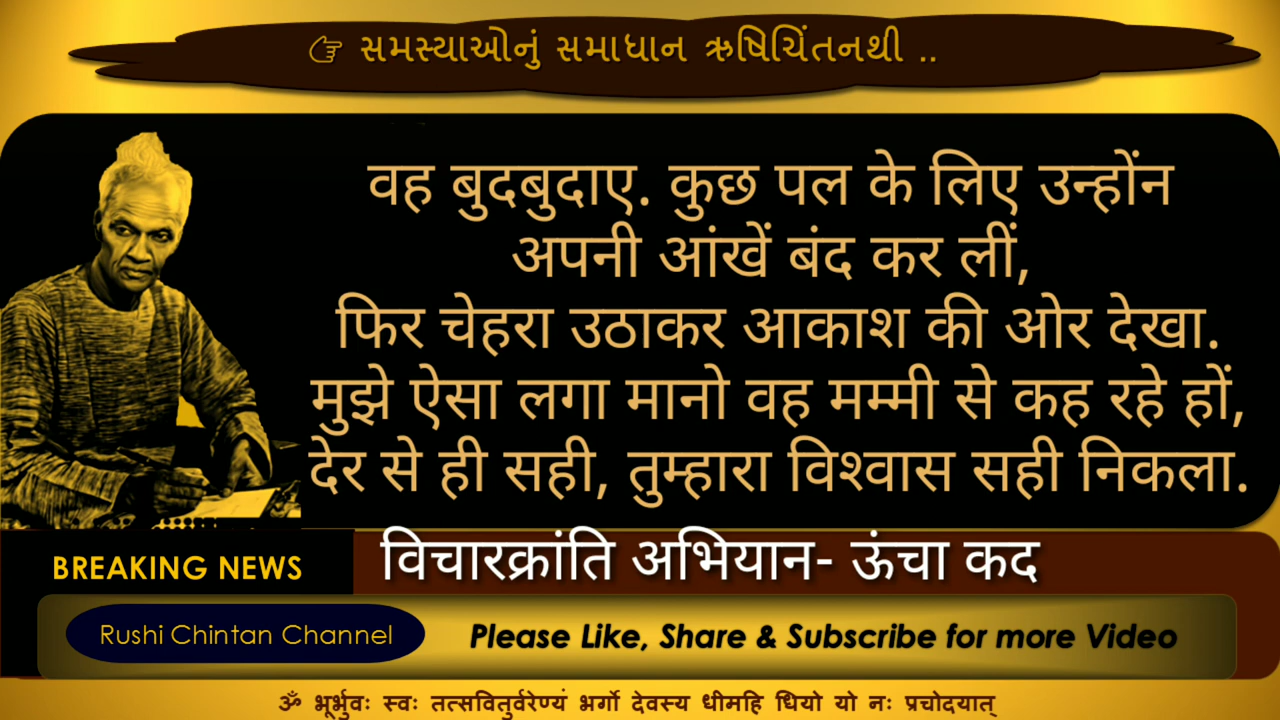 👉 સમસ્યાઓનું સમાધાન ઋષિચિંતનથી ..
वह बुदबुदाए. कुछ पल के लिए उन्होंन
अपनी आंखें बंद कर लीं,
फिर चेहरा उठाकर आकाश की ओर देखा.
मुझे ऐसा लगा मानो वह मम्मी से कह रहे हों,
देर से ही सही, तुम्हारा विश्वास सही निकला.
BREAKING NEWS
विचारक्रांति अभियान- ऊंचा कद
Rushi Chintan Channel
Please Like, Share & Subscribe for more Video
ॐ भूर्भुवः स्वः तत्सवितुर्वरेण्यं भर्गो देवस्य धीमहि धियो यो नः प्रचोदयात्